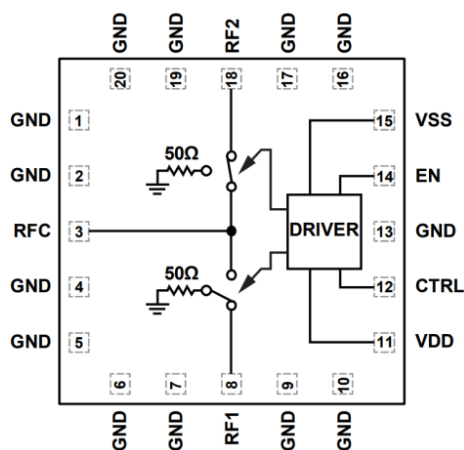 GND GND RF2 GND GND
20 19 18 17 16
GND 1
GND 2
RFC 3
GND 4
GND 5
15 VSS
14 EN
13 GND
12 CTRL
11 VDD
50Ω
DRIVER
50Ω
6 7 8 9 10
GND GND RF1 GND GND